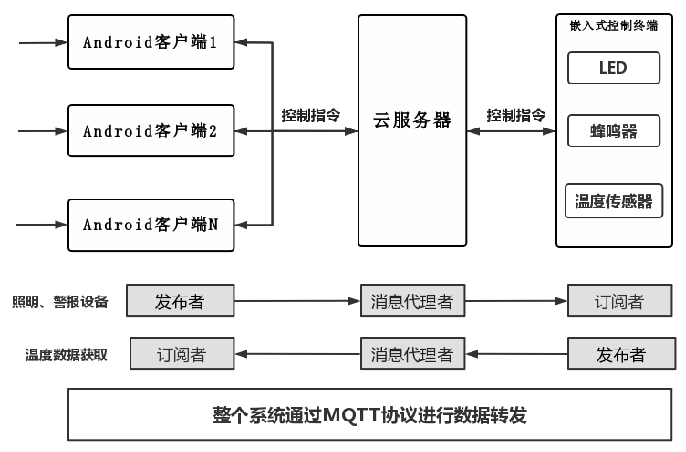 Android客户端1
Android客户端2
Android客户端N
控制指令
云服务器
控制指令
嵌入式控制终端
LED
蜂鸣器
温度传感器
照明、警报设备
发布者
消息代理者
订阅者
温度数据获取
订阅者
消息代理者
发布者
整个系统通过MQTT协议进行数据转发